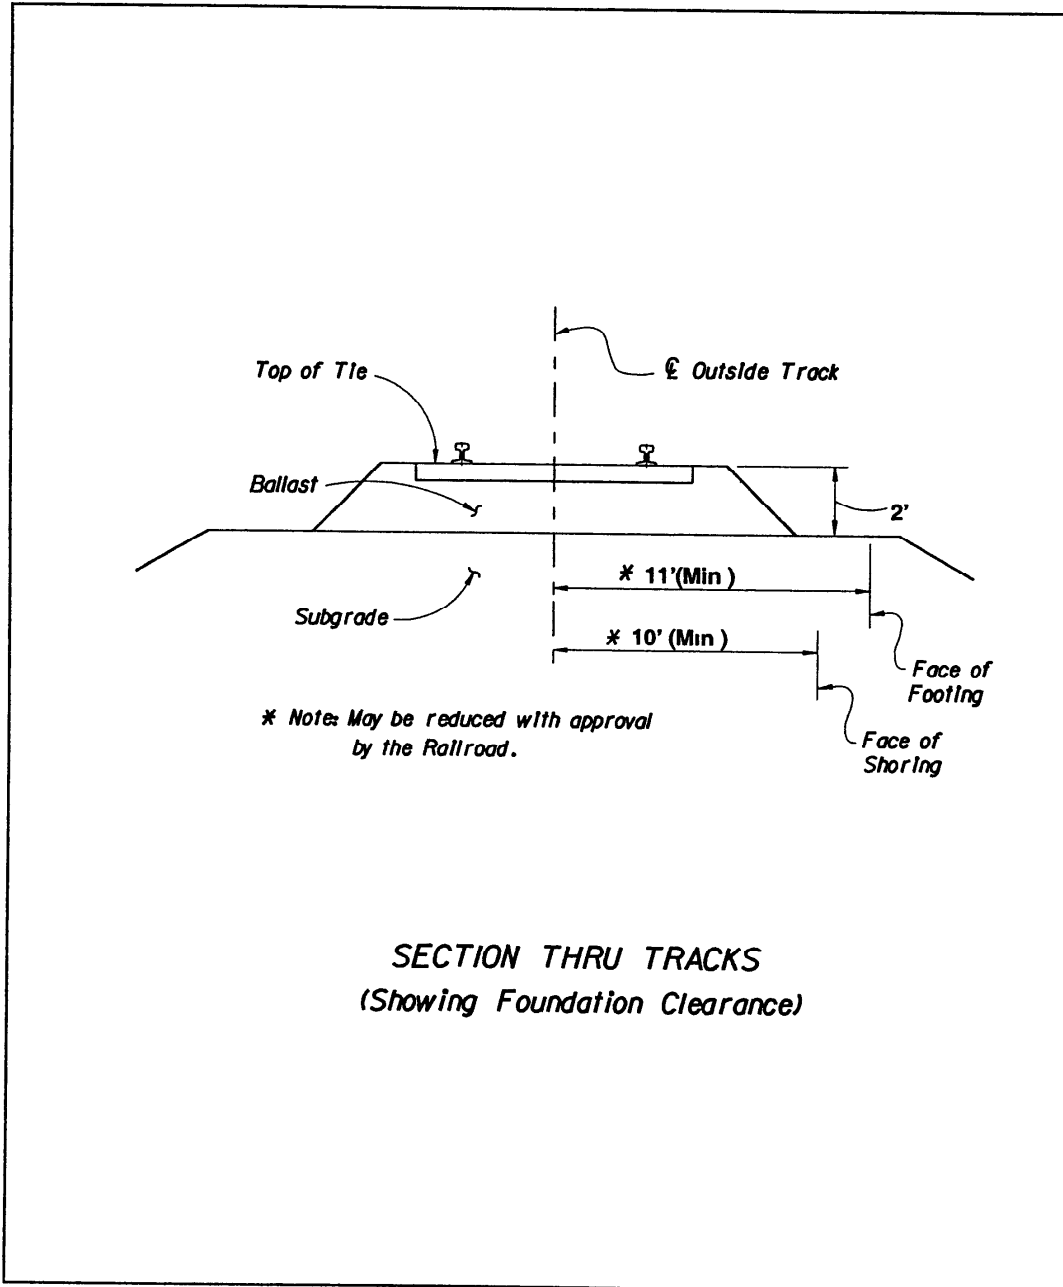 Top of Tie
℄ Outside Track
Ballast
2'
* 11'(Min )
Subgrade
* 10' (Min )
Face of
Footing
* Note: May be reduced with approval
by the Railroad.
Face of
Shoring
SECTION THRU TRACKS
(Showing Foundation Clearance)